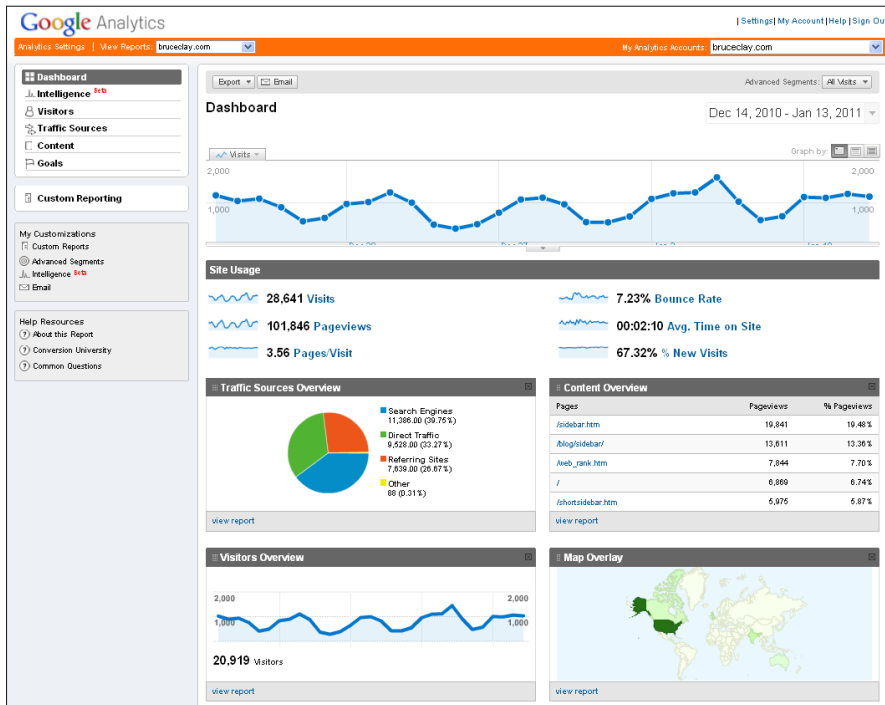 Google Analytics
| Settings | My Account | Help | Sign Ou
Analytics Settings | View Reports: bruceclay.com
My Analytics Accounts: bruceclay.com
Dashboard
Intelligence Beta
Visitors
Traffic Sources
Content
Goals
Custom Reporting
My Customizations
Custom Reports
Advanced Segments
Intelligence Beta
Email
Help Resources
About this Report
Conversion University
Common Questions
Export Email
Advanced Segments: All Visits
Dashboard
Dec 14, 2010 - Jan 13, 2011
Visits
Graph by:
2,000 2,000
1,000 1,000
Site Usage
28,641 Visits
101,846 Pageviews
3.56 Pages/Visit
7.23% Bounce Rate
00:02:10 Avg. Time on Site
67.32% % New Visits
Traffic Sources Overview
Search Engines
11,386.00 (39.75%)
Direct Traffic
9,528.00 (33.27%)
Referring Sites
7,639.00 (26.67%)
Other
88 (0.31%)
view report
Content Overview
Pages Pageviews % Pageviews
/sidebar.htm 19,841 19.48%
/blog/sidebar/ 13,611 13.36%
/web_rank.htm 7,844 7.70%
/ 6,869 6.74%
/shortsidebar.htm 5,975 5.87%
view report
Visitors Overview
2,000 2,000
1,000 1,000
20,919 Visitors
view report
Map Overlay
view report